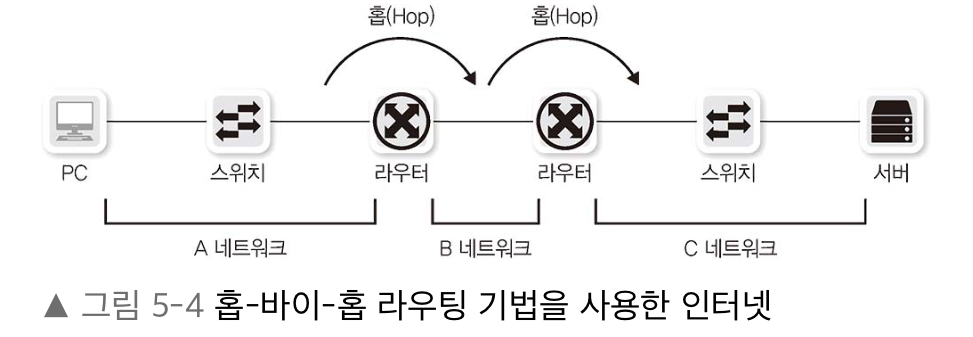 홉(Hop) 홉(Hop)
PC 스위치 라우터 라우터 스위치 서버
A 네트워크 B 네트워크 C 네트워크
▲ 그림 5-4 홉-바이-홉 라우팅 기법을 사용한 인터넷